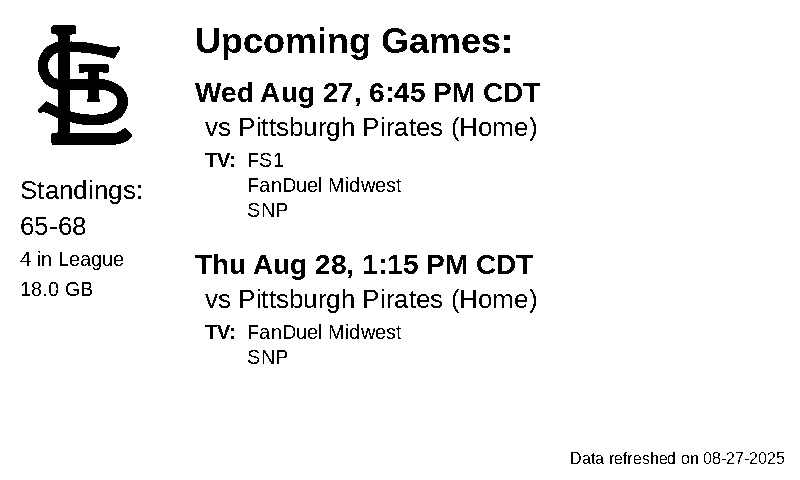 STL
Standings:
65-68
4 in League
18.0 GB
Upcoming Games:
Wed Aug 27, 6:45 PM CDT
vs Pittsburgh Pirates (Home)
TV: FS1
FanDuel Midwest
SNP
Thu Aug 28, 1:15 PM CDT
vs Pittsburgh Pirates (Home)
TV: FanDuel Midwest
SNP
Data refreshed on 08-27-2025